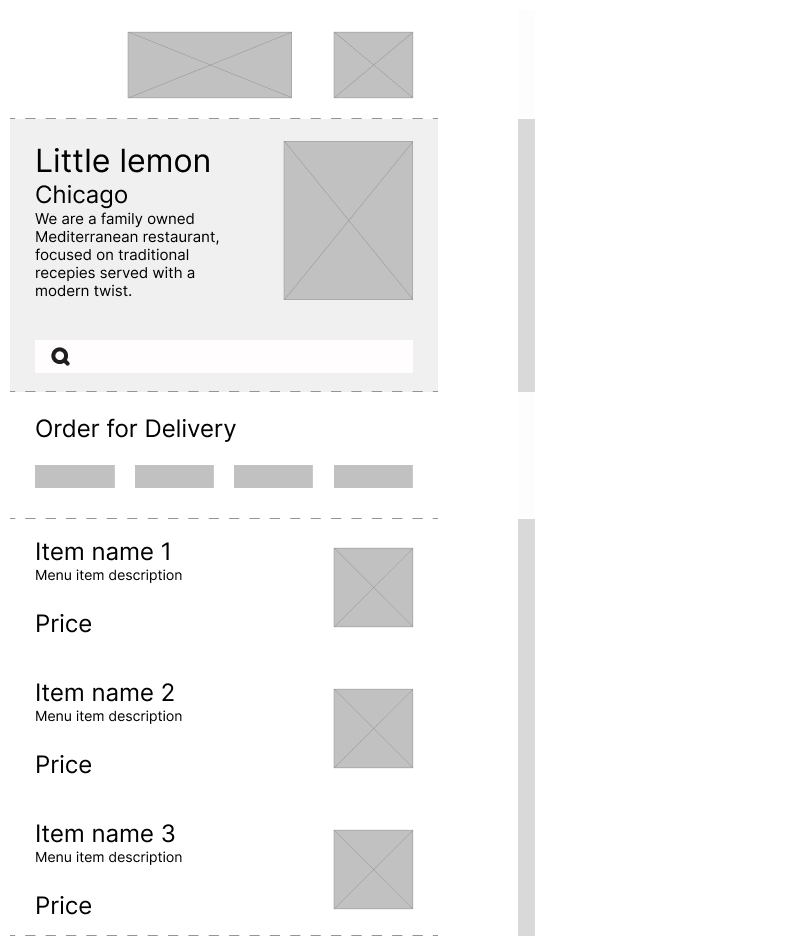 Little lemon
Chicago
We are a family owned
Mediterranean restaurant,
focused on traditional
recepies served with a
modern twist.
Order for Delivery
Item name 1
Menu item description
Price
Item name 2
Menu item description
Price
Item name 3
Menu item description
Price